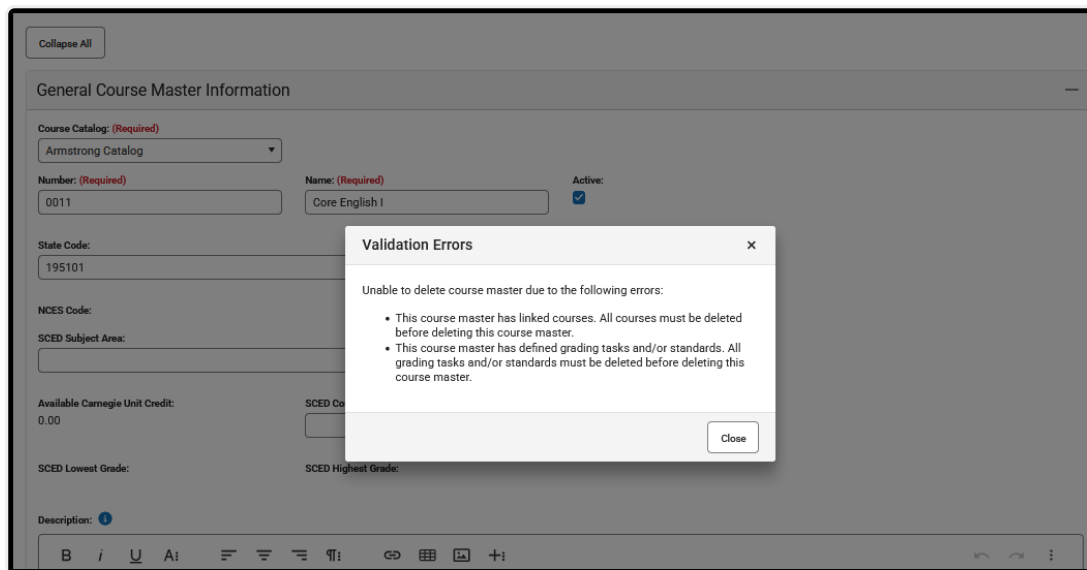 Collapse All
General Course Master Information
Course Catalog: (Required)
Armstrong Catalog
Number: (Required) Name: (Required) Active:
0011 Core English I
State Code:
195101
Validation Errors
Unable to delete course master due to the following errors:
• This course master has linked courses. All courses must be deleted
before deleting this course master.
• This course master has defined grading tasks and/or standards. All
grading tasks and/or standards must be deleted before deleting this
course master.
Close
NCES Code:
SCED Subject Area:
Available Carnegie Unit Credit: SCED Co
0.00
SCED Lowest Grade: SCED Highest Grade:
Description:
B i U A